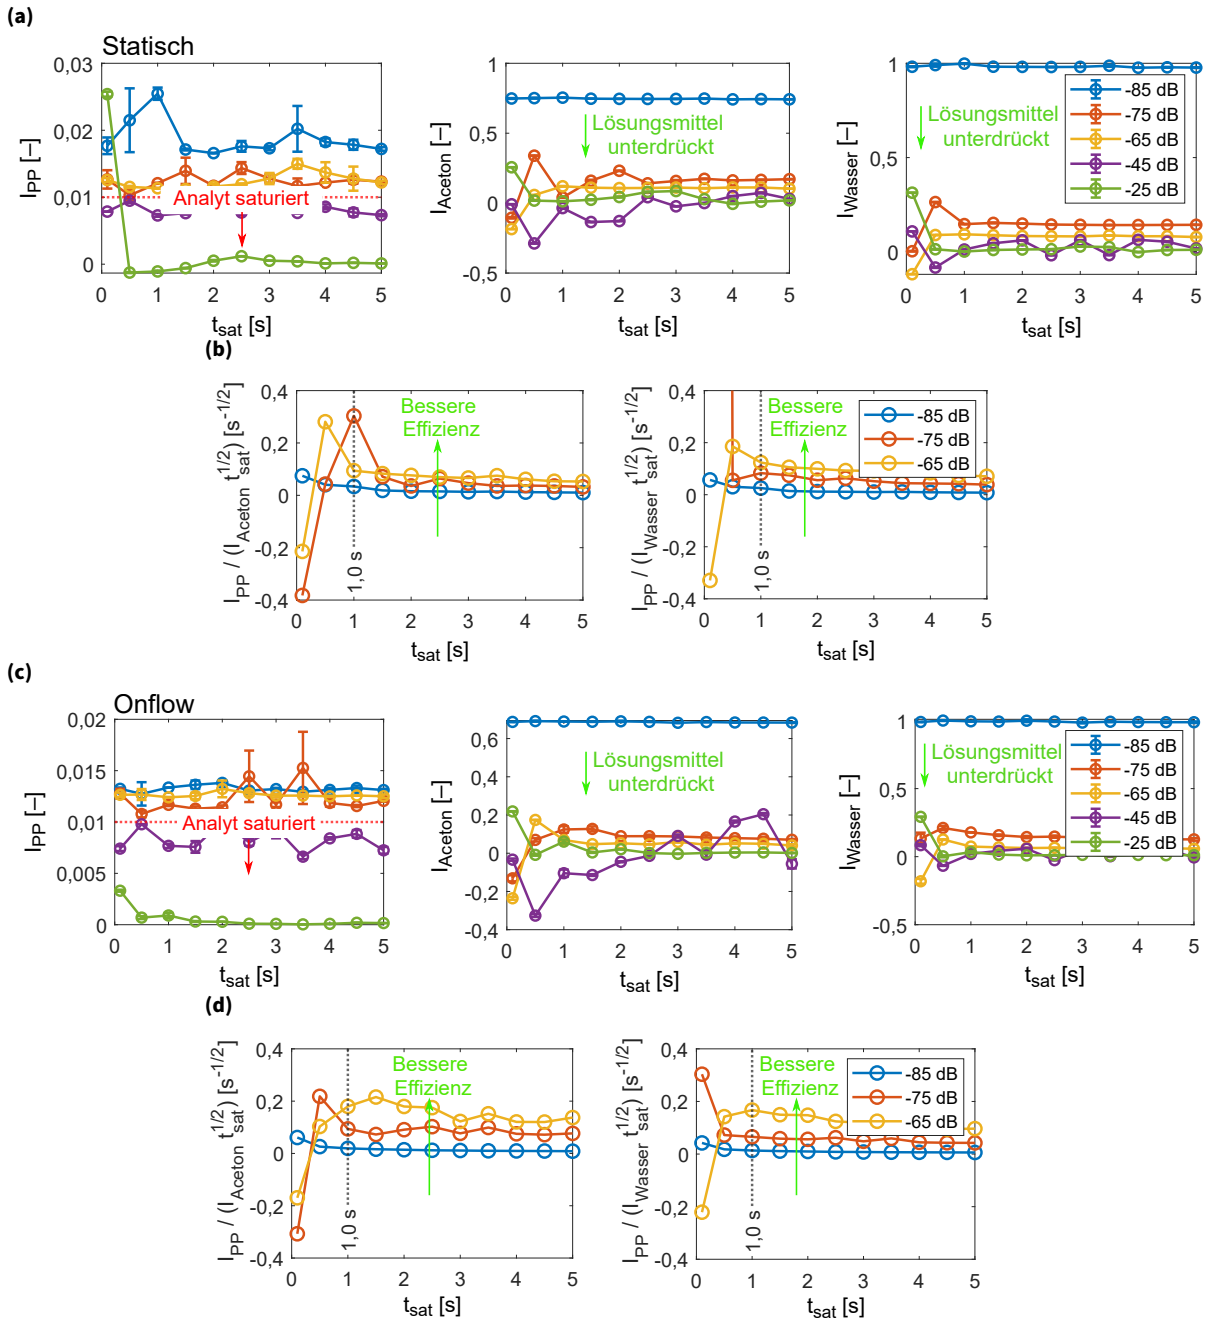 (a)
Statisch
0,03
0,02
0,01
0
I_PP [–]
Analyt saturiert
0 1 2 3 4 5
t_sat [s]
1
0,5
0
-0,5
I_Aceton [–]
Lösungsmittel
unterdrückt
0 1 2 3 4 5
t_sat [s]
1
0,5
0
I_Wasser [–]
Lösungsmittel
unterdrückt
-85 dB
-75 dB
-65 dB
-45 dB
-25 dB
0 1 2 3 4 5
t_sat [s]
(b)
0,4
0,2
0
-0,2
-0,4
I_PP / (I_Aceton t_sat^1/2) [s^-1/2]
Bessere
Effizienz
1,0 s
0 1 2 3 4 5
t_sat [s]
0,4
0,2
0
-0,2
-0,4
I_PP / (I_Wasser t_sat^1/2) [s^-1/2]
Bessere
Effizienz
1,0 s
-85 dB
-75 dB
-65 dB
0 1 2 3 4 5
t_sat [s]
(c)
Onflow
0,02
0,015
0,01
0,005
0
I_PP [–]
Analyt saturiert
0 1 2 3 4 5
t_sat [s]
0,6
0,4
0,2
0
-0,2
-0,4
I_Aceton [–]
Lösungsmittel
unterdrückt
0 1 2 3 4 5
t_sat [s]
1
0,5
0
-0,5
I_Wasser [–]
Lösungsmittel
unterdrückt
-85 dB
-75 dB
-65 dB
-45 dB
-25 dB
0 1 2 3 4 5
t_sat [s]
(d)
0,4
0,2
0
-0,2
-0,4
I_PP / (I_Aceton t_sat^1/2) [s^-1/2]
Bessere
Effizienz
1,0 s
0 1 2 3 4 5
t_sat [s]
0,4
0,2
0
-0,2
-0,4
I_PP / (I_Wasser t_sat^1/2) [s^-1/2]
Bessere
Effizienz
1,0 s
-85 dB
-75 dB
-65 dB
0 1 2 3 4 5
t_sat [s]